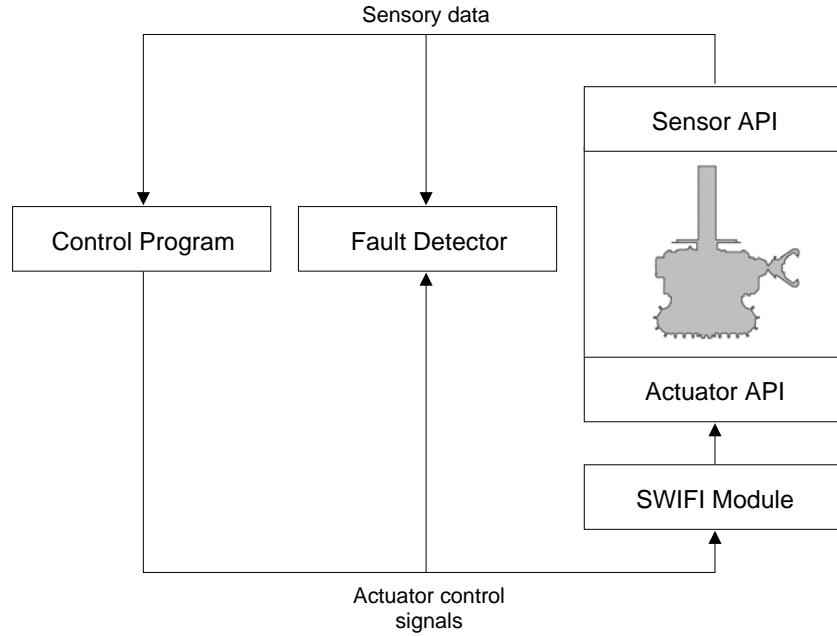 Sensory data
Sensor API
Control Program
Fault Detector
Actuator API
SWIFI Module
Actuator control
signals